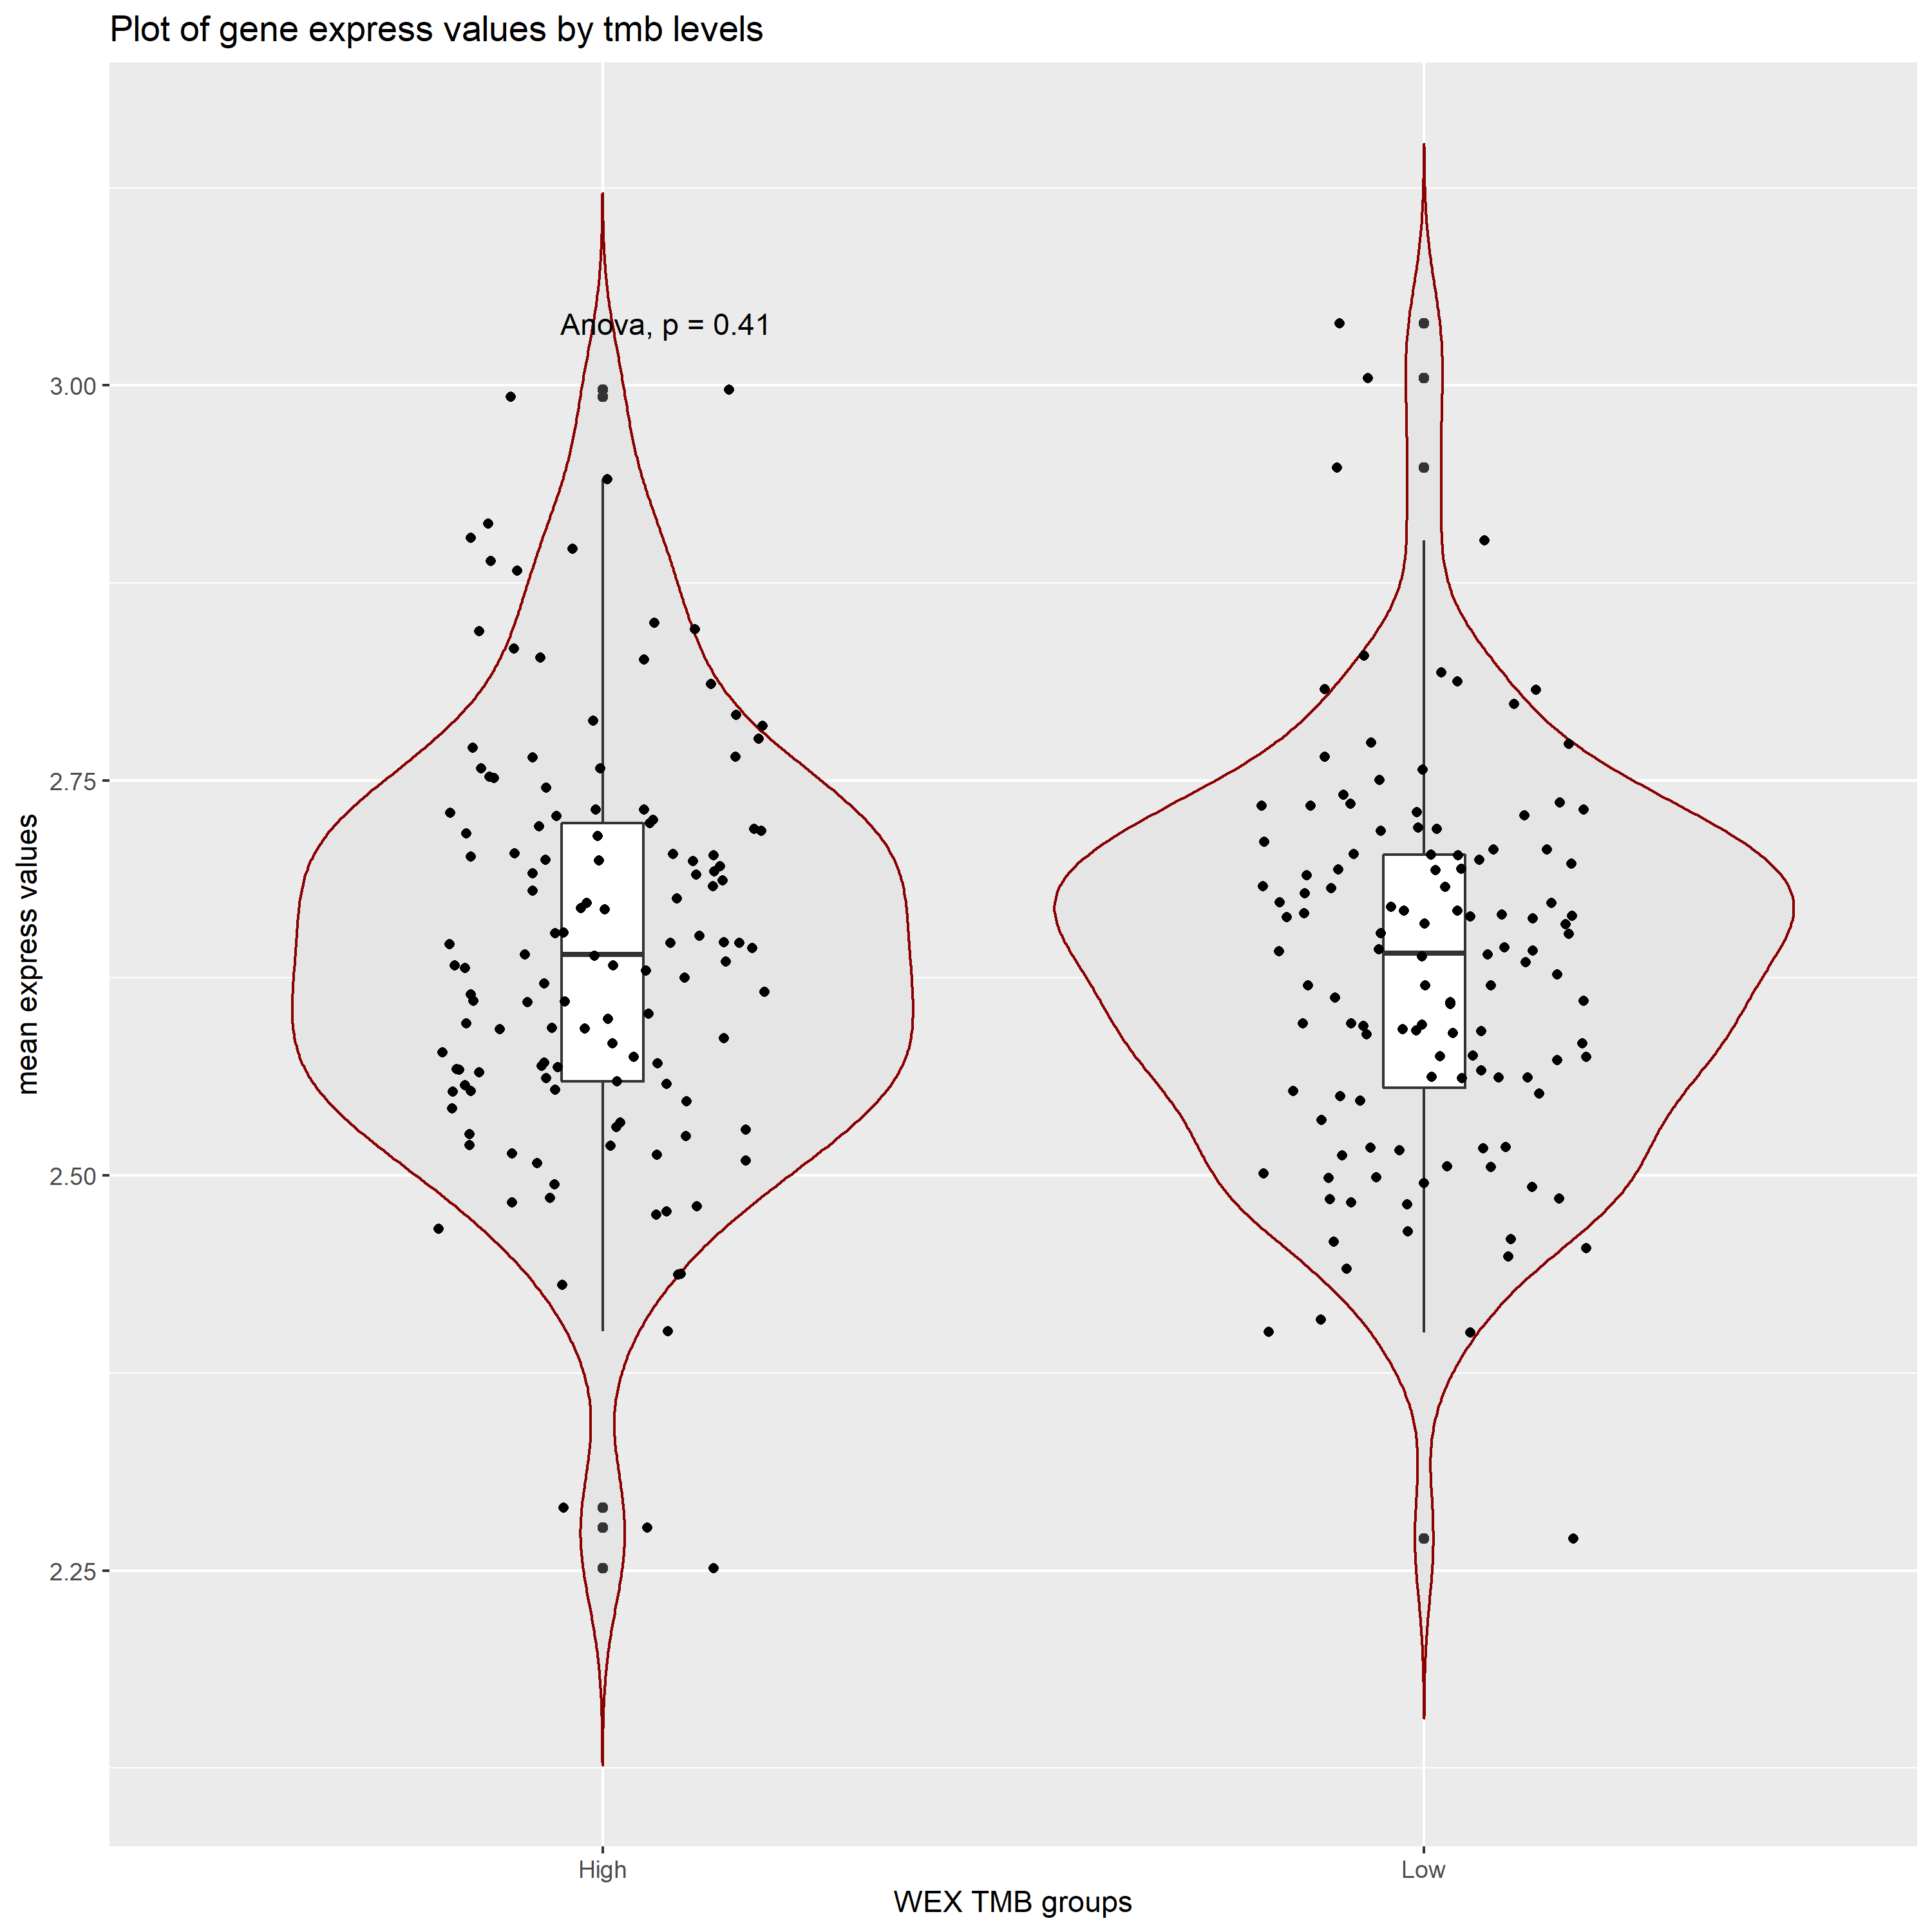 Plot of gene express values by tmb levels
Anova, p = 0.41
3.00
2.75
2.50
2.25
mean express values
High
Low
WEX TMB groups